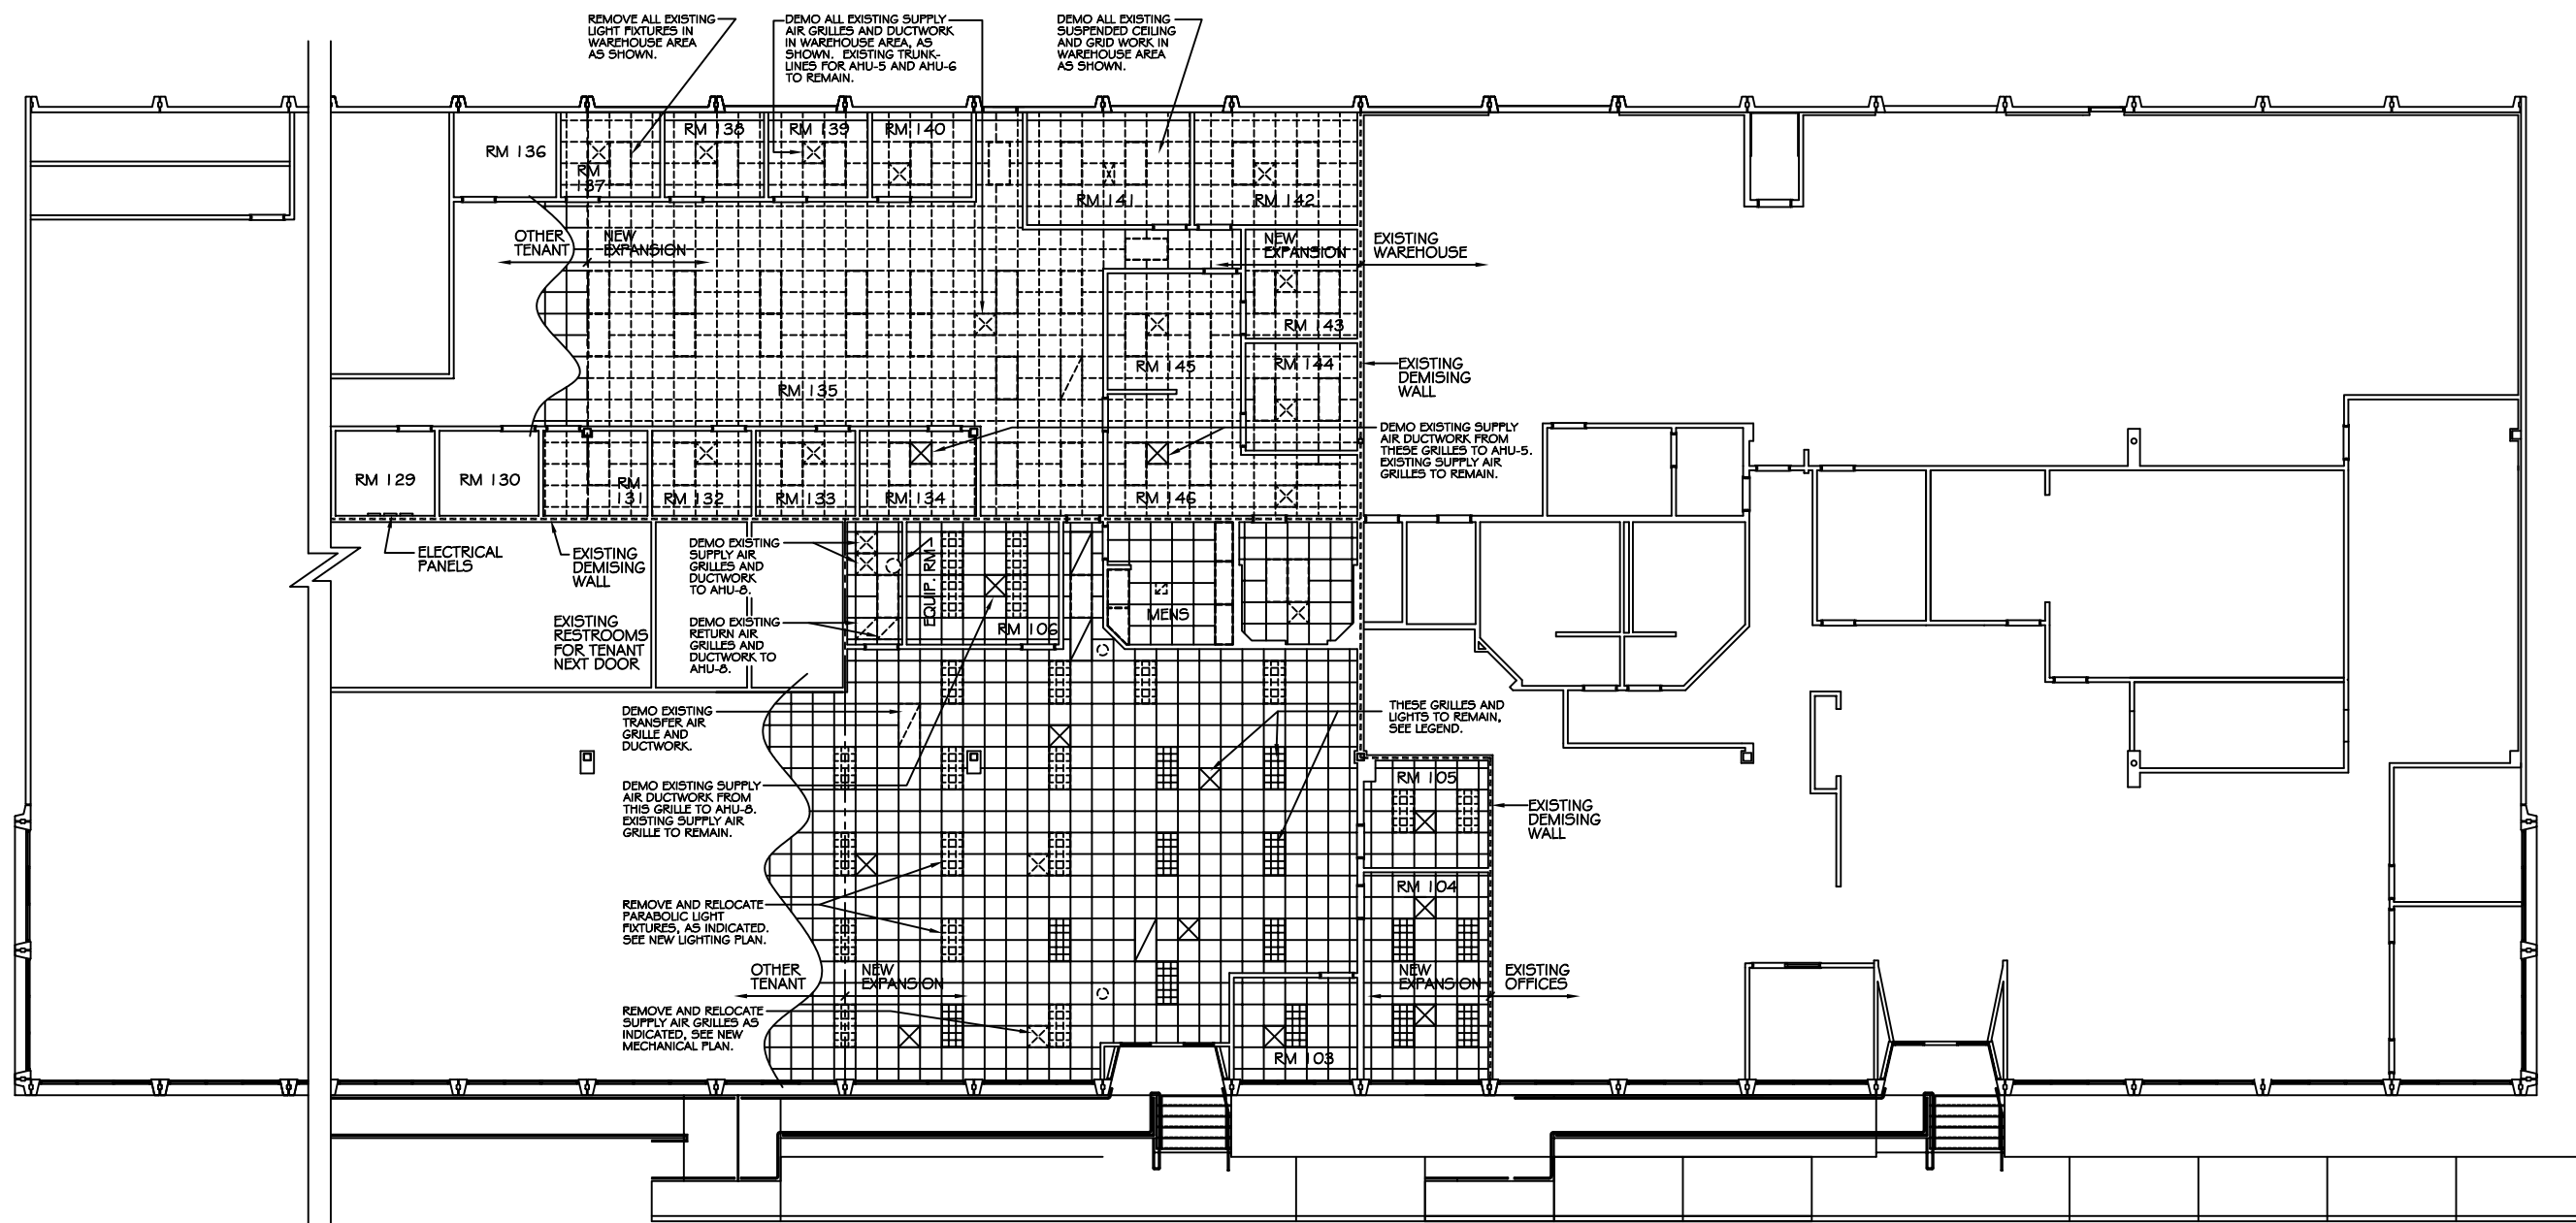 REMOVE ALL EXISTING
LIGHT FIXTURES IN
WAREHOUSE AREA
AS SHOWN.
DEMO ALL EXISTING SUPPLY
AIR GRILLES AND DUCTWORK
IN WAREHOUSE AREA, AS
SHOWN. EXISTING TRUNK-
LINES FOR AHU-5 AND AHU-6
TO REMAIN.
DEMO ALL EXISTING
SUSPENDED CEILING
AND GRID WORK IN
WAREHOUSE AREA
AS SHOWN.
RM 136
RM
137
RM 138
RM 139
RM 140
RM 141
RM 142
OTHER
TENANT
NEW
EXPANSION
NEW
EXPANSION
EXISTING
WAREHOUSE
RM 143
RM 144
RM 145
RM 135
EXISTING
DEMISING
WALL
DEMO EXISTING SUPPLY
AIR DUCTWORK FROM
THESE GRILLES TO AHU-5.
EXISTING SUPPLY AIR
GRILLES TO REMAIN.
RM 129
RM 130
RM
131
RM 132
RM 133
RM 134
RM 146
ELECTRICAL
PANELS
EXISTING
DEMISING
WALL
DEMO EXISTING
SUPPLY AIR
GRILLES AND
DUCTWORK
TO AHU-8.
EQUIP. RM
RM 106
MENS
EXISTING
RESTROOMS
FOR TENANT
NEXT DOOR
DEMO EXISTING
RETURN AIR
GRILLES AND
DUCTWORK TO
AHU-8.
DEMO EXISTING
TRANSFER AIR
GRILLE AND
DUCTWORK.
THESE GRILLES AND
LIGHTS TO REMAIN,
SEE LEGEND.
DEMO EXISTING SUPPLY
AIR DUCTWORK FROM
THIS GRILLE TO AHU-8.
EXISTING SUPPLY AIR
GRILLE TO REMAIN.
RM 105
EXISTING
DEMISING
WALL
RM 104
REMOVE AND RELOCATE
PARABOLIC LIGHT
FIXTURES, AS INDICATED.
SEE NEW LIGHTING PLAN.
OTHER
TENANT
NEW
EXPANSION
NEW
EXPANSION
EXISTING
OFFICES
REMOVE AND RELOCATE
SUPPLY AIR GRILLES AS
INDICATED, SEE NEW
MECHANICAL PLAN.
RM 103